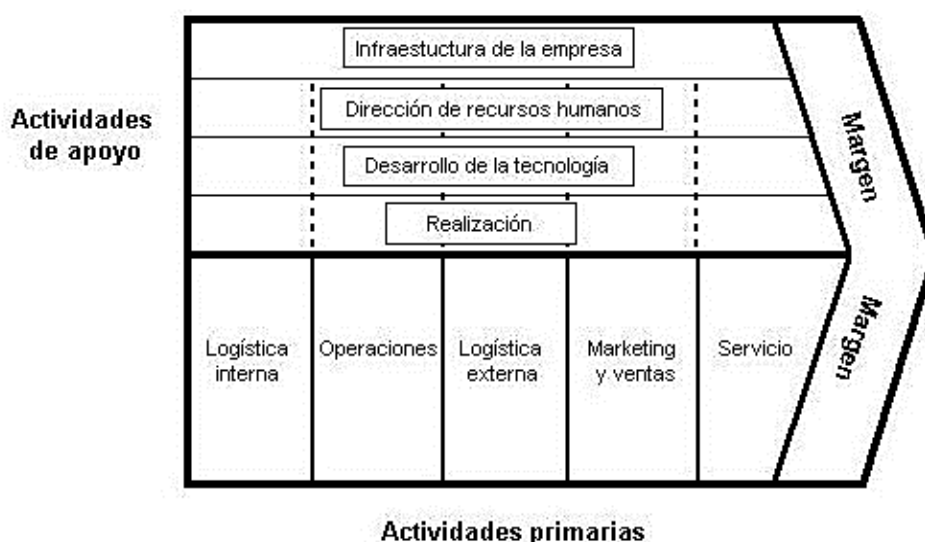 Infraestuctura de la empresa
Dirección de recursos humanos
Actividades
de apoyo
Desarrollo de la tecnología
Realización
Margen
Margen
Logística
interna
Operaciones
Logística
externa
Marketing
y ventas
Servicio
Actividades primarias